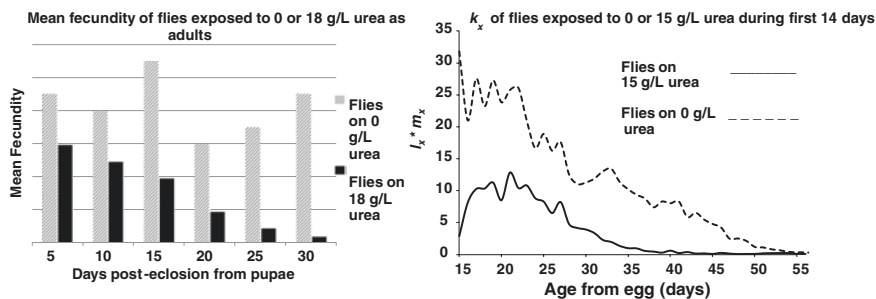 Mean fecundity of flies exposed to 0 or 18 g/L urea as
adults
Mean Fecundity
5 10 15 20 25 30
Days post-eclosion from pupae
Flies
on 0
g/L
urea
Flies on
18 g/L
urea
kx of flies exposed to 0 or 15 g/L urea during first 14 days
35
30
25
20
15
10
5
0
lx * mx
15 20 25 30 35 40 45 50 55
Age from egg (days)
Flies on
15 g/L urea
Flies on 0 g/L
urea